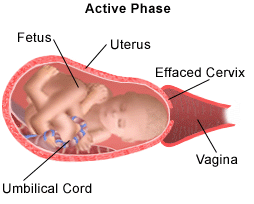 Active Phase
Fetus
Uterus
Effaced Cervix
Vagina
Umbilical Cord